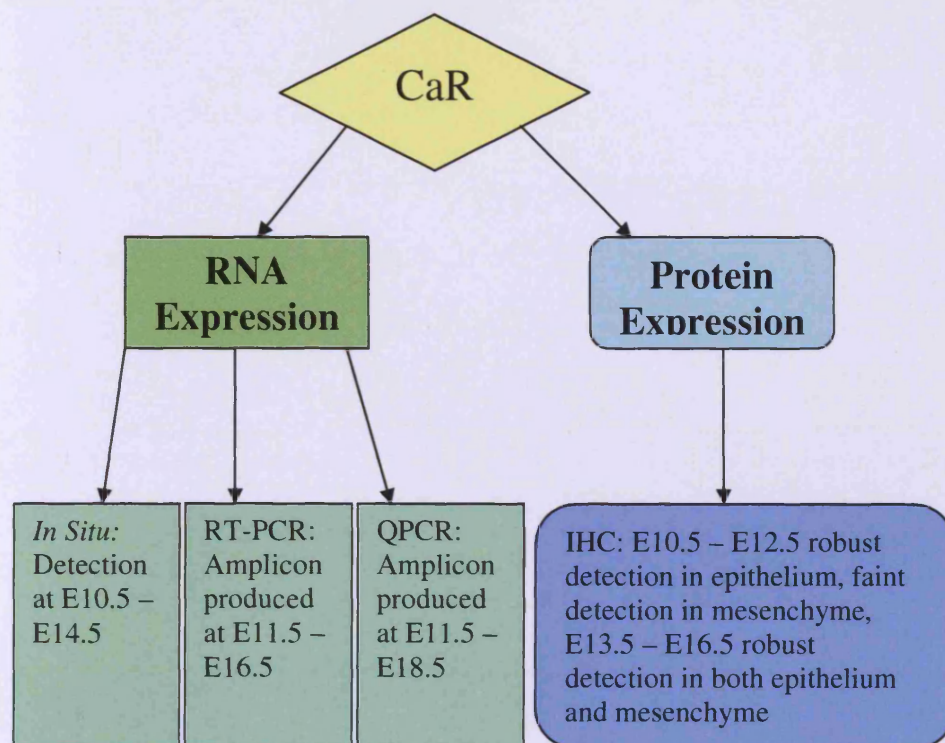 CaR
RNA
Expression
Protein
Expression
In Situ:
Detection
at E10.5 –
E14.5
RT-PCR:
Amplicon
produced
at E11.5 –
E16.5
QPCR:
Amplicon
produced
at E11.5 –
E18.5
IHC: E10.5 – E12.5 robust
detection in epithelium, faint
detection in mesenchyme,
E13.5 – E16.5 robust
detection in both epithelium
and mesenchyme